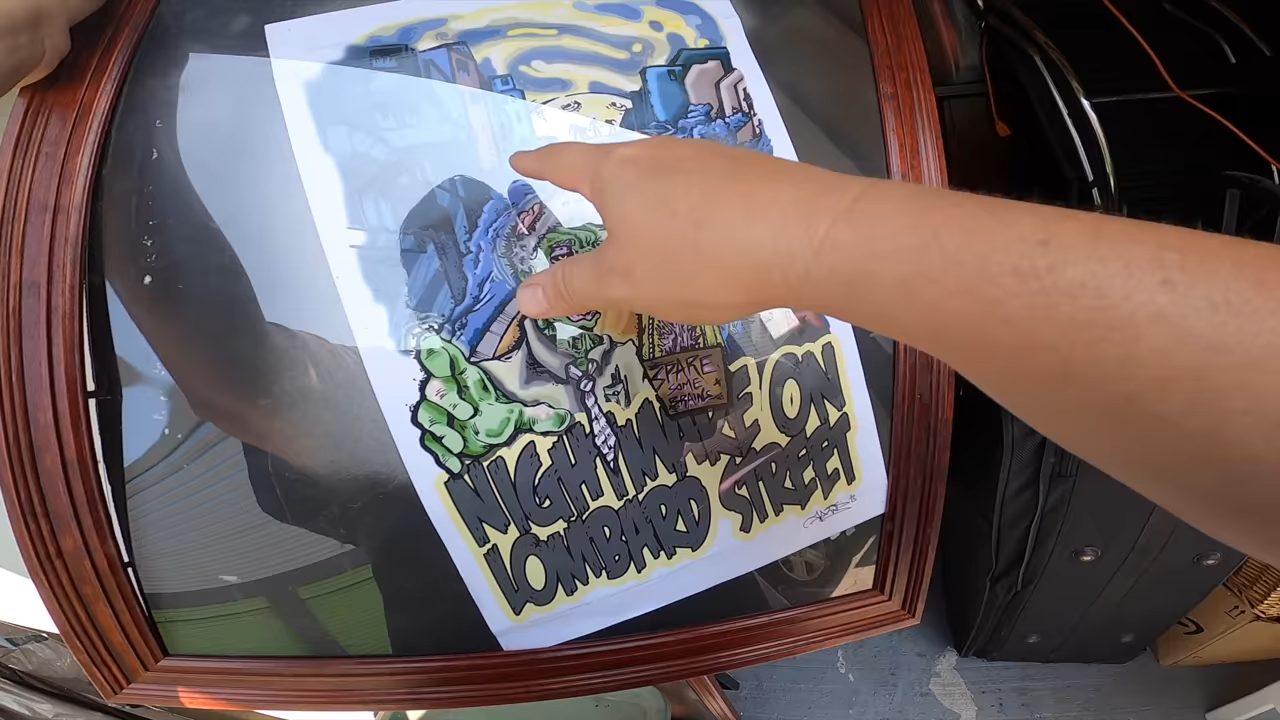 SPARE
SOME
BRAINS
NIGHTMARE ON
LOMBARD STREET